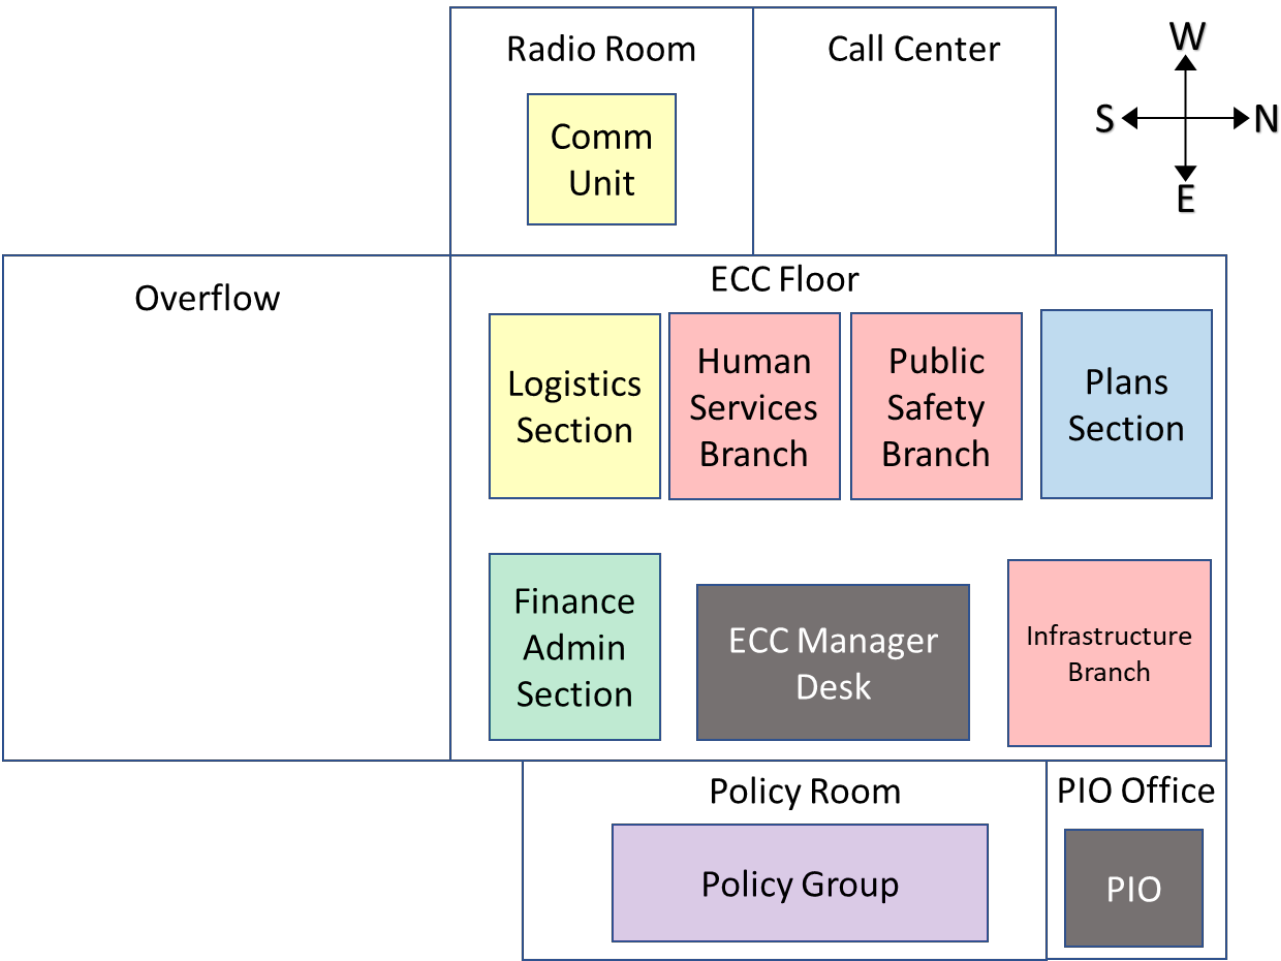 Radio Room
Call Center
W
S
N
E
Comm
Unit
Overflow
ECC Floor
Logistics
Section
Human
Services
Branch
Public
Safety
Branch
Plans
Section
Finance
Admin
Section
ECC Manager
Desk
Infrastructure
Branch
Policy Room
PIO Office
Policy Group
PIO